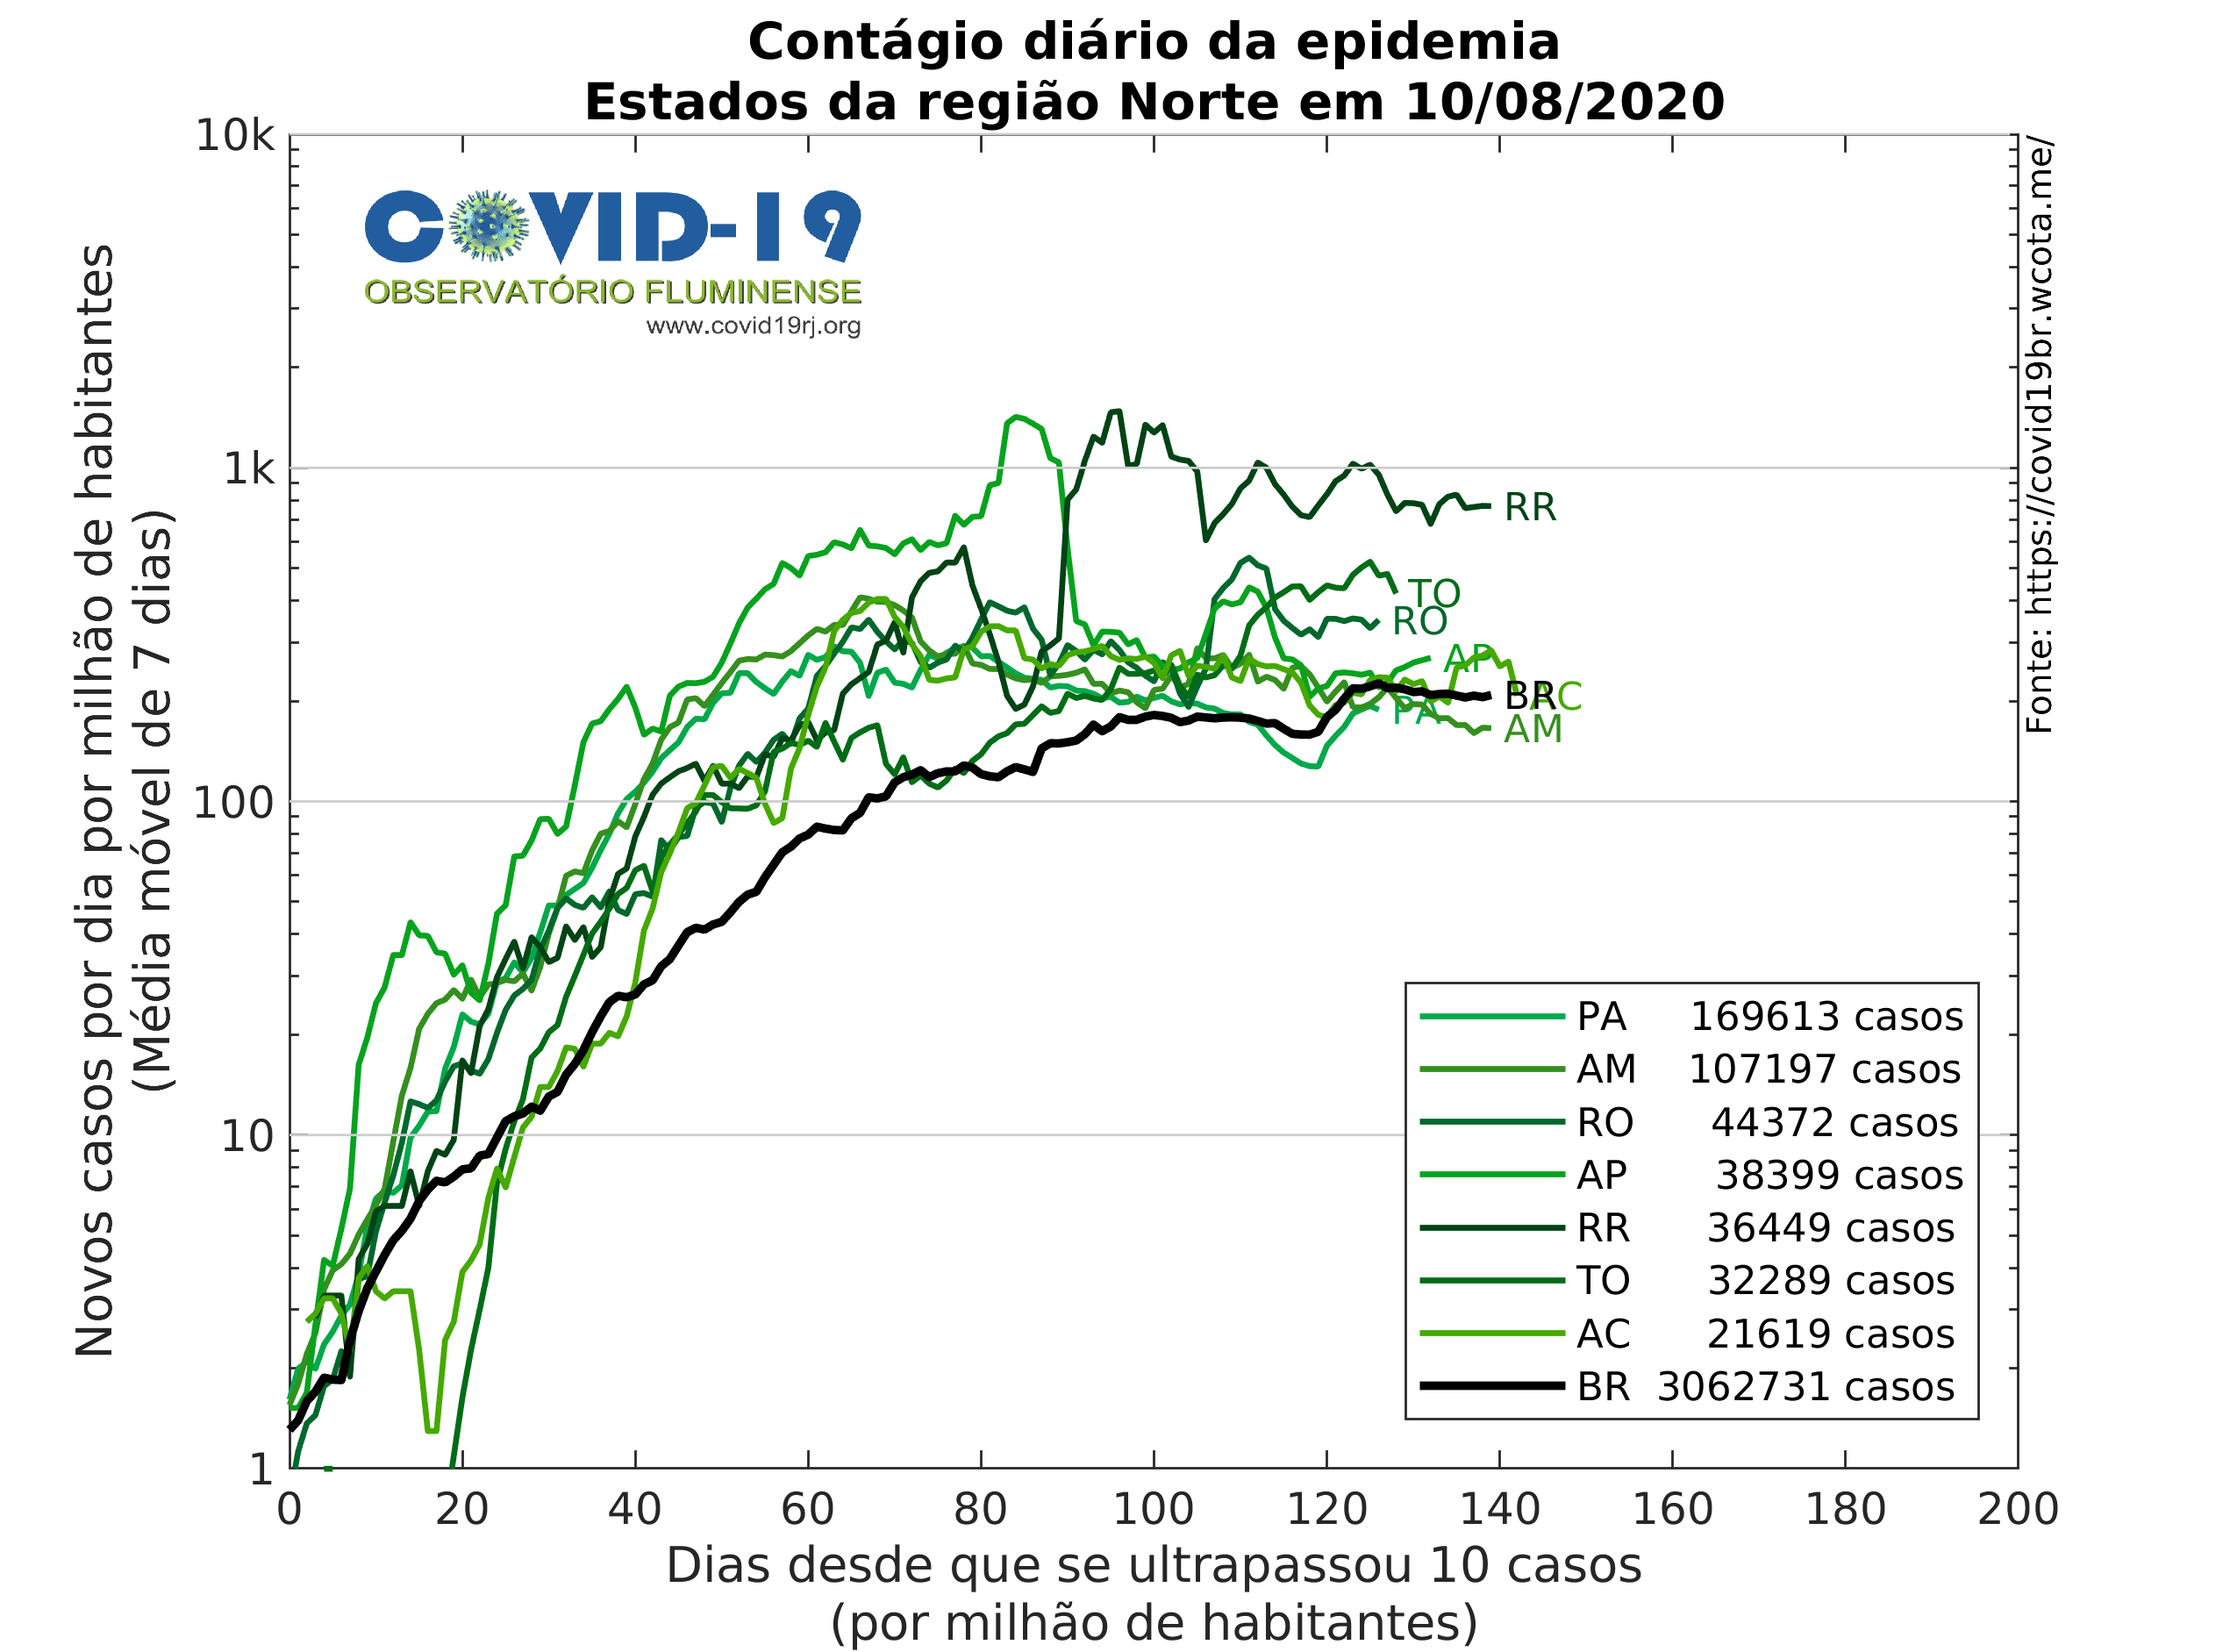 Contágio diário da epidemia
Estados da região Norte em 10/08/2020
10k
1k
100
10
1
Novos casos por dia por milhão de habitantes
(Média móvel de 7 dias)
COVID-19
OBSERVATÓRIO FLUMINENSE
www.covid19rj.org
Fonte: https://covid19br.wcota.me/
RR
TO
RO
AP
AC
BR
PA
AM
PA 169613 casos
AM 107197 casos
RO 44372 casos
AP 38399 casos
RR 36449 casos
TO 32289 casos
AC 21619 casos
BR 3062731 casos
0 20 40 60 80 100 120 140 160 180 200
Dias desde que se ultrapassou 10 casos
(por milhão de habitantes)